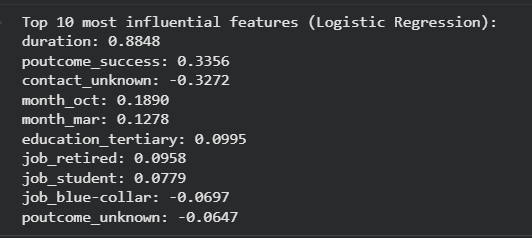 Top 10 most influential features (Logistic Regression):
duration: 0.8848
poutcome_success: 0.3356
contact_unknown: -0.3272
month_oct: 0.1890
month_mar: 0.1278
education_tertiary: 0.0995
job_retired: 0.0958
job_student: 0.0779
job_blue-collar: -0.0697
poutcome_unknown: -0.0647